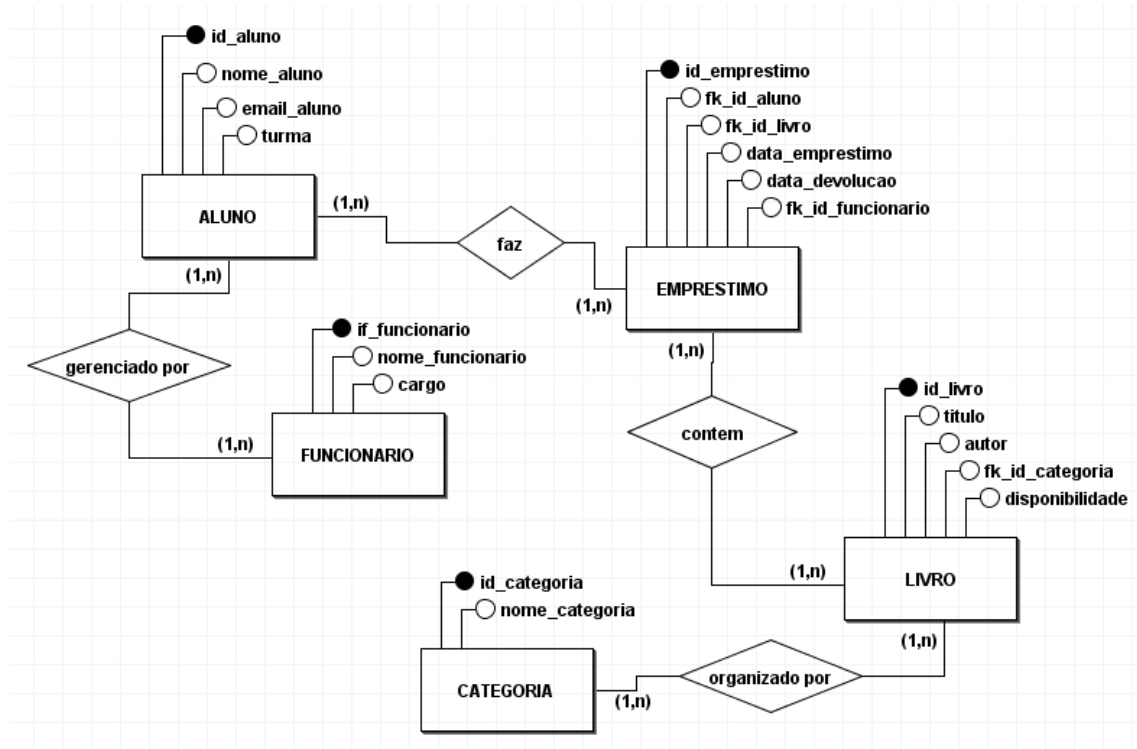 id_aluno
nome_aluno
email_aluno
turma
ALUNO
(1,n)
faz
(1,n)
id_emprestimo
fk_id_aluno
fk_id_livro
data_emprestimo
data_devolucao
fk_id_funcionario
EMPRESTIMO
(1,n)
gerenciado por
(1,n)
if_funcionario
nome_funcionario
cargo
FUNCIONARIO
(1,n)
contem
(1,n)
id_livro
titulo
autor
fk_id_categoria
disponibilidade
LIVRO
(1,n)
organizado por
(1,n)
id_categoria
nome_categoria
CATEGORIA